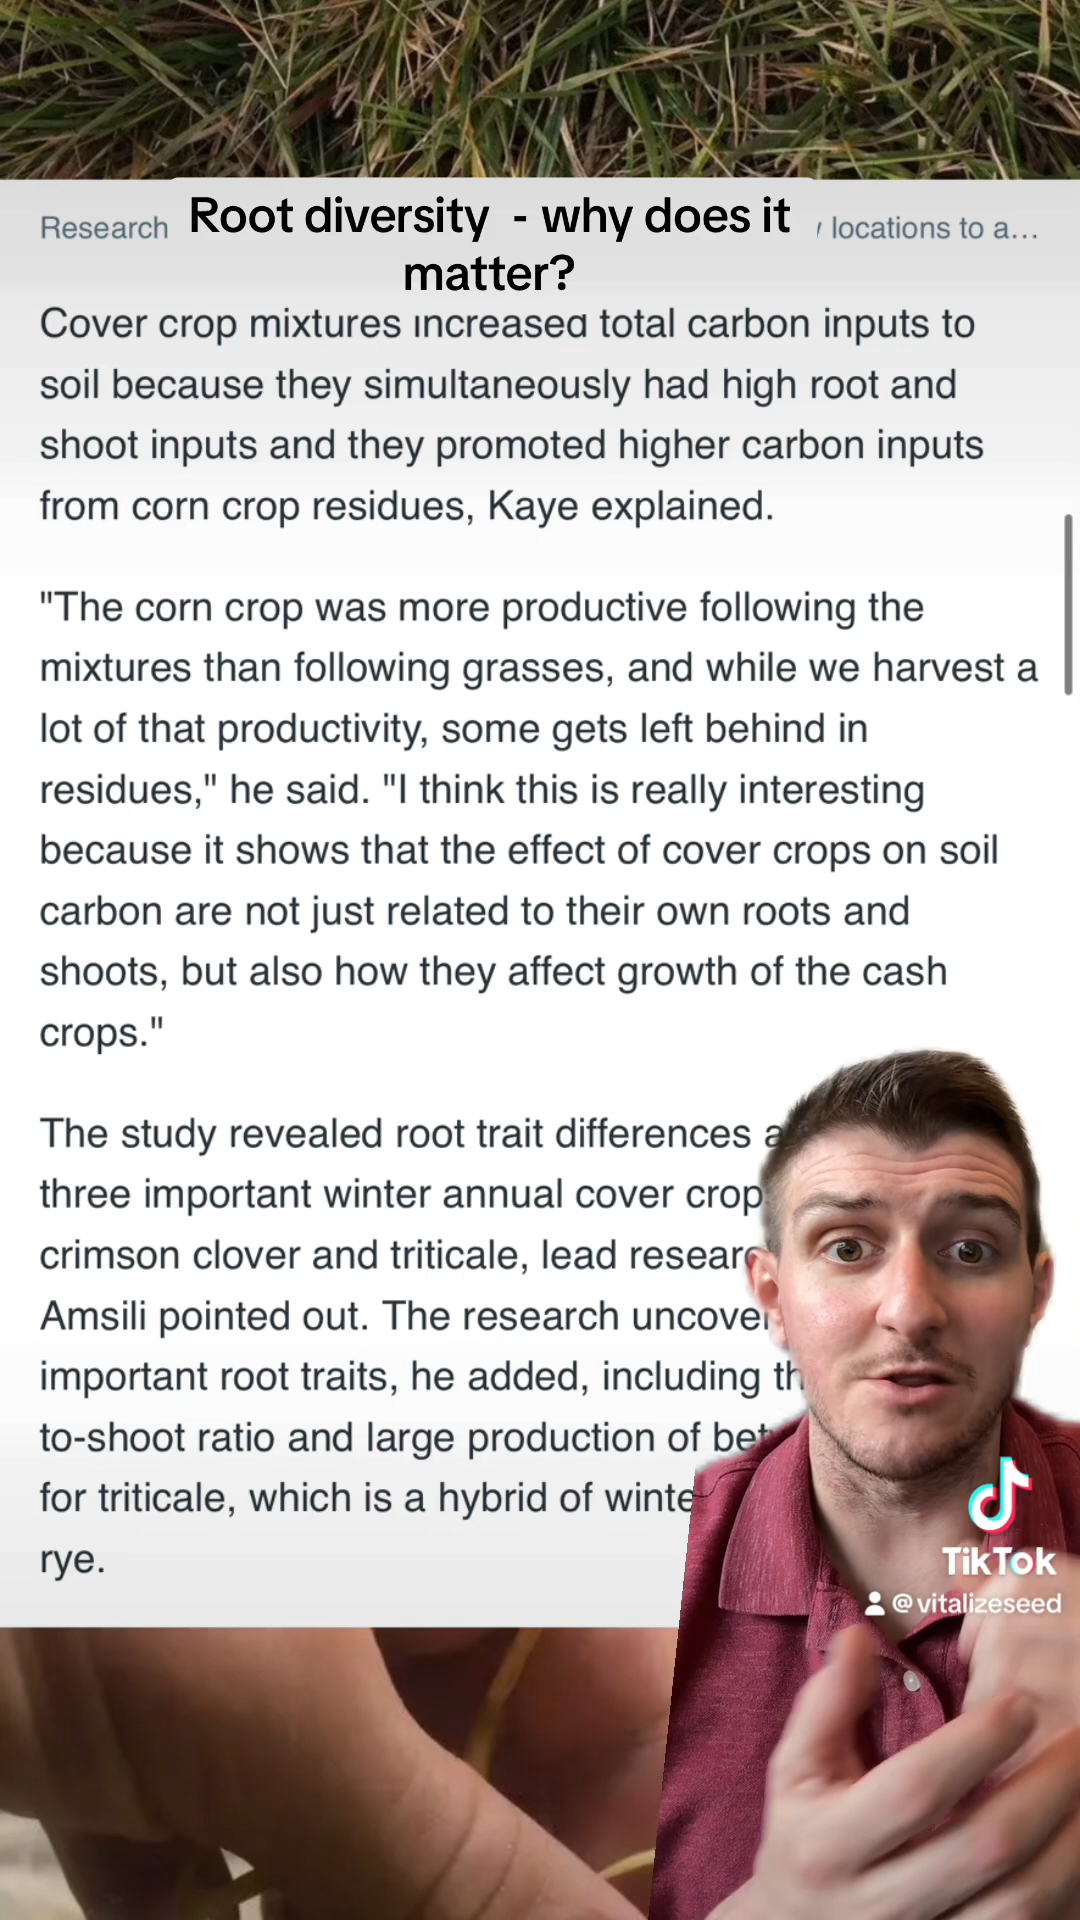 Research
Root diversity - why does it
locations to a...
matter?
Cover crop mixtures increased total carbon inputs to
soil because they simultaneously had high root and
shoot inputs and they promoted higher carbon inputs
from corn crop residues, Kaye explained.
"The corn crop was more productive following the
mixtures than following grasses, and while we harvest a
lot of that productivity, some gets left behind in
residues," he said. "I think this is really interesting
because it shows that the effect of cover crops on soil
carbon are not just related to their own roots and
shoots, but also how they affect growth of the cash
crops."
The study revealed root trait differences
three important winter annual cover crop
crimson clover and triticale, lead
Amsili pointed out. The research
important root traits, he added, including
to-shoot ratio and large production of
for triticale, which is a hybrid of
rye.
TikTok
@vitalizeseed